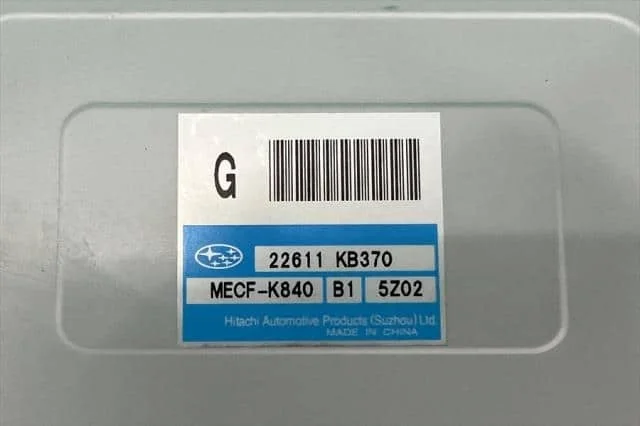 G
22611 KB370
MECF-K840 B1 5Z02
Hitachi Automotive Products (Suzhou) Ltd.
MADE IN CHINA